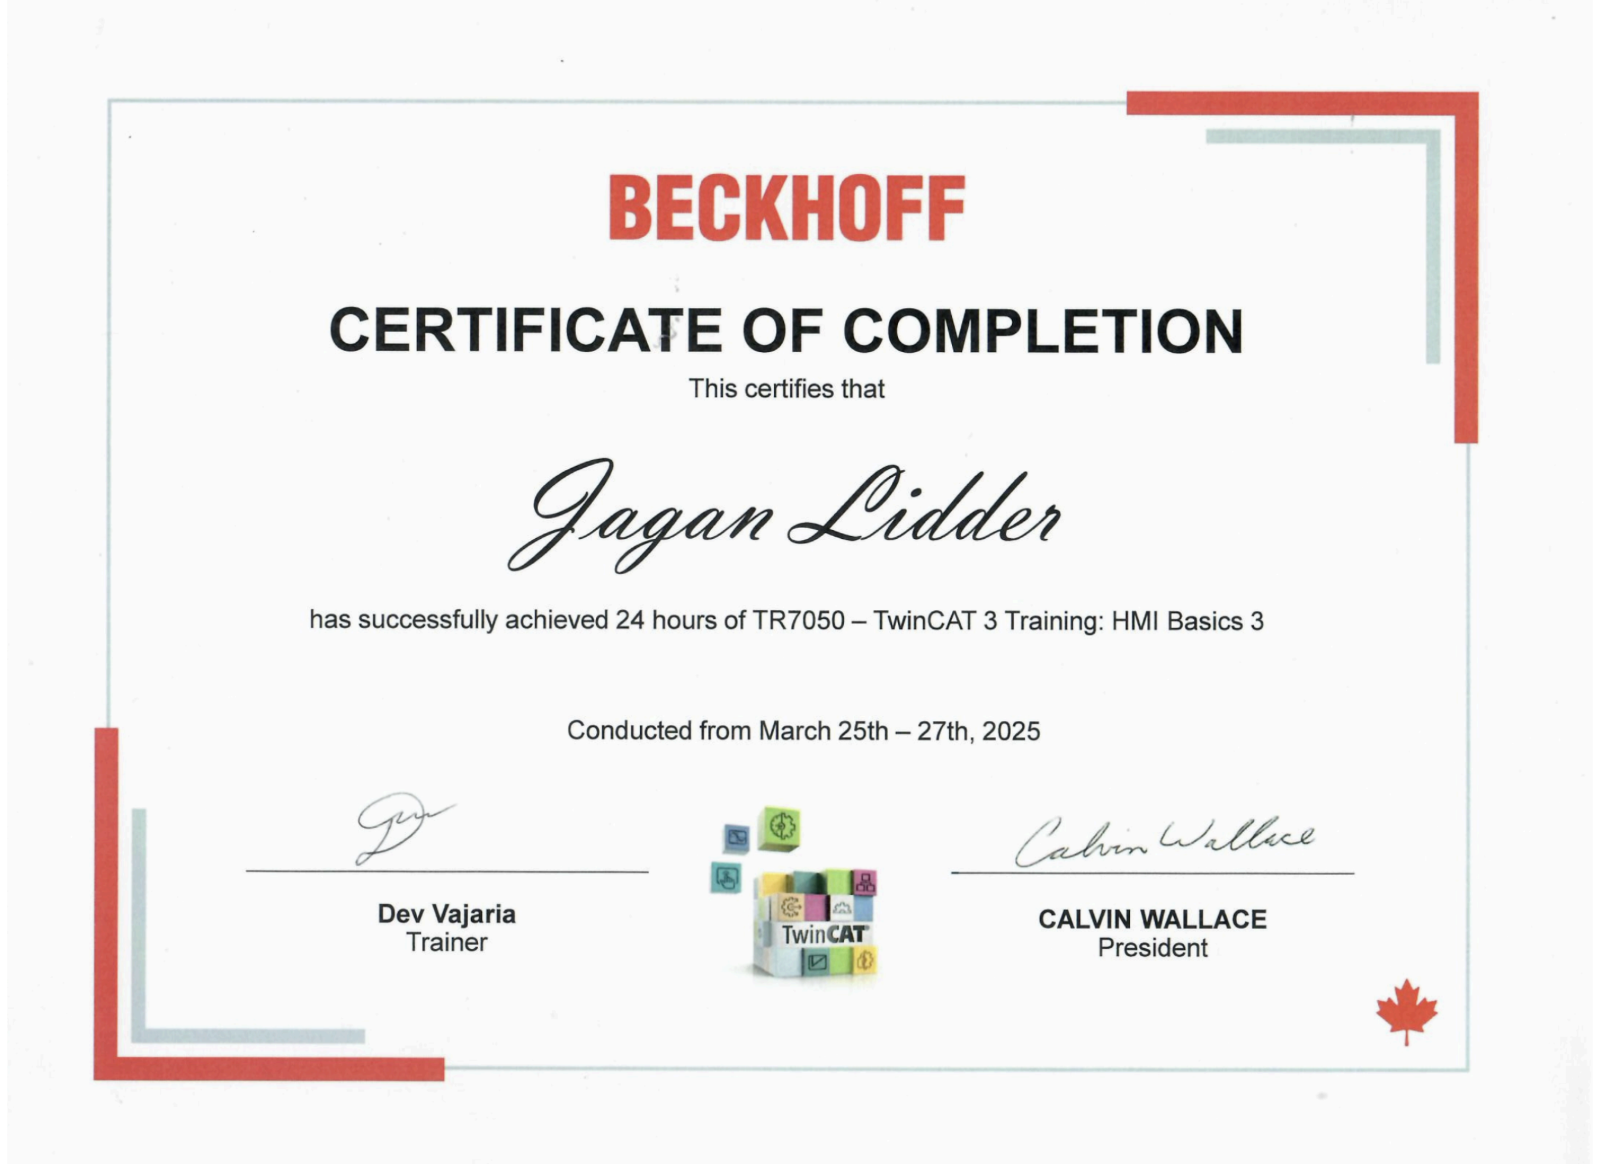 BECKHOFF
CERTIFICATE OF COMPLETION
This certifies that
Jagan Lidder
has successfully achieved 24 hours of TR7050 – TwinCAT 3 Training: HMI Basics 3
Conducted from March 25th – 27th, 2025
Calvin Wallace
Dev Vajaria
Trainer
TwinCAT
CALVIN WALLACE
President